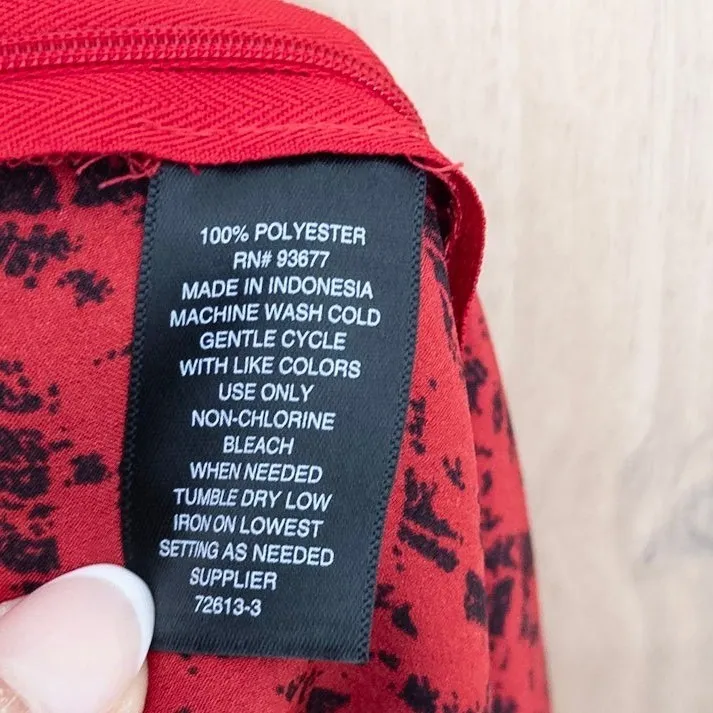 100% POLYESTER
RN# 93677
MADE IN INDONESIA
MACHINE WASH COLD
GENTLE CYCLE
WITH LIKE COLORS
USE ONLY
NON-CHLORINE
BLEACH
WHEN NEEDED
TUMBLE DRY LOW
IRON ON LOWEST
SETTING AS NEEDED
SUPPLIER
72613-3